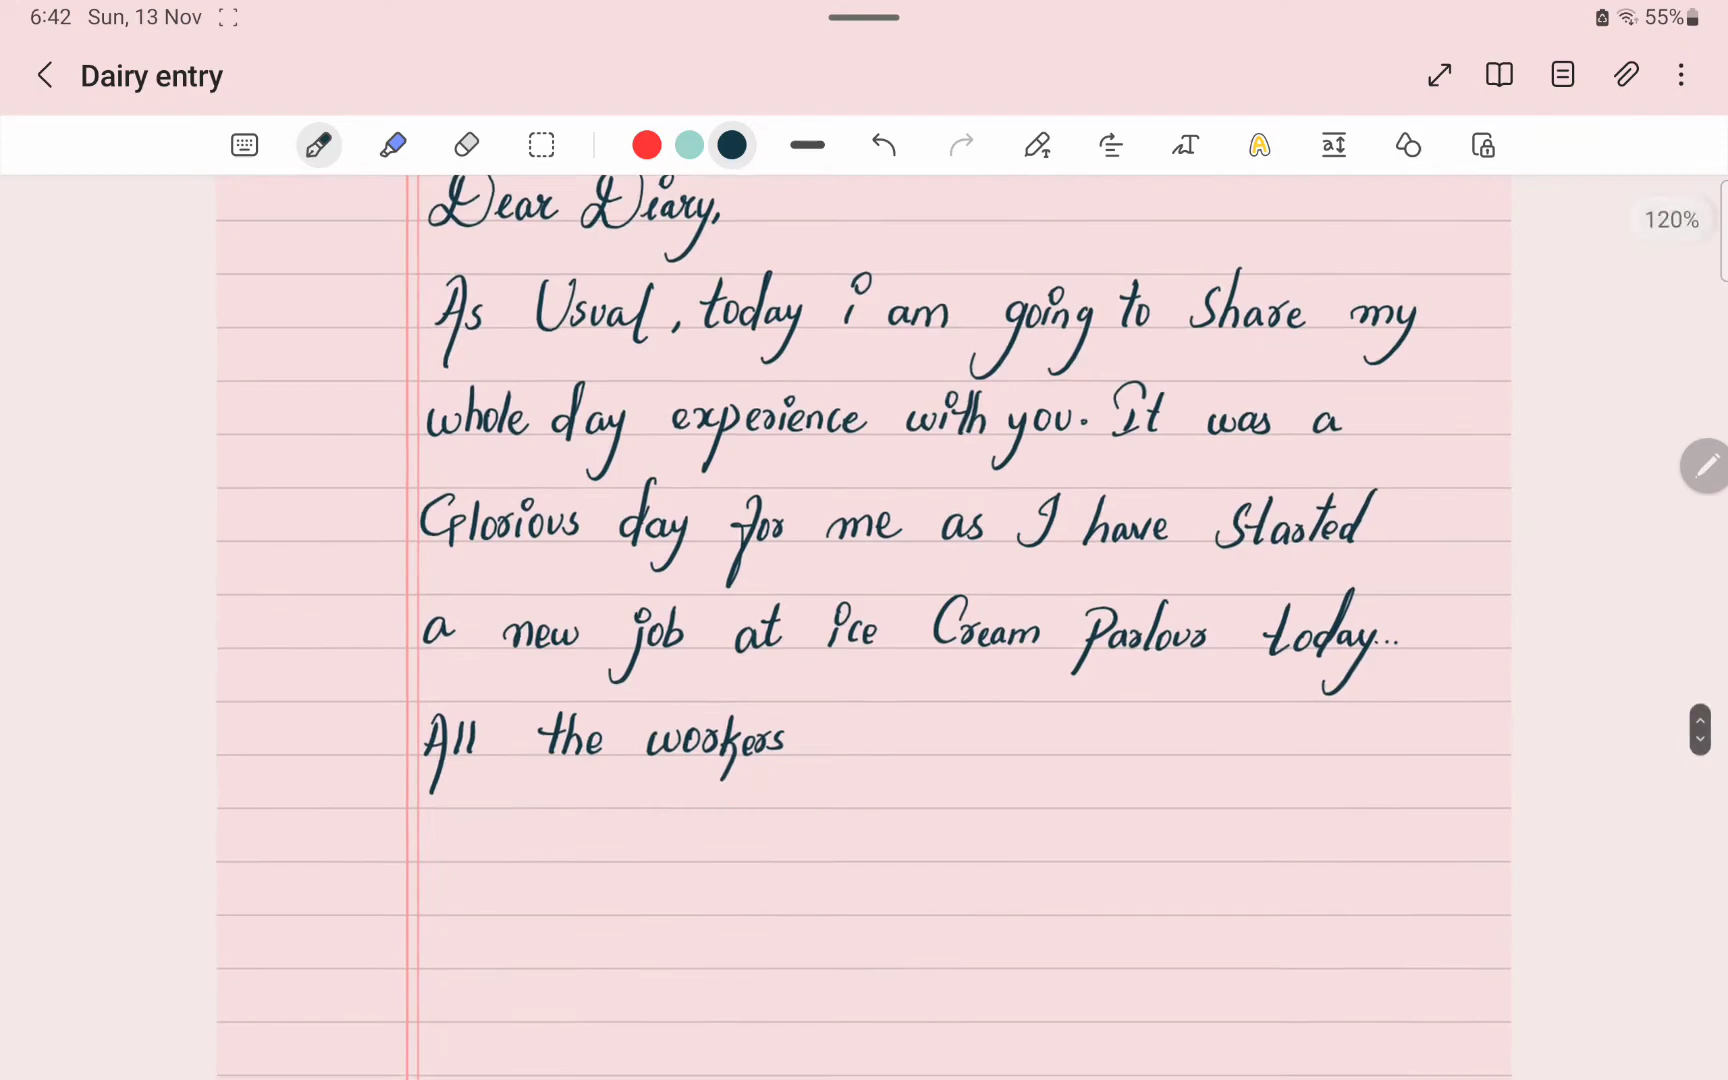 6:42 Sun, 13 Nov 55%
Dairy entry
120%
Dear Diary,
As Usual, today i am going to Share my
whole day experience with you. It was a
Glorious day for me as I have Started
a new job at ice Cream Parlour today...
All the workers